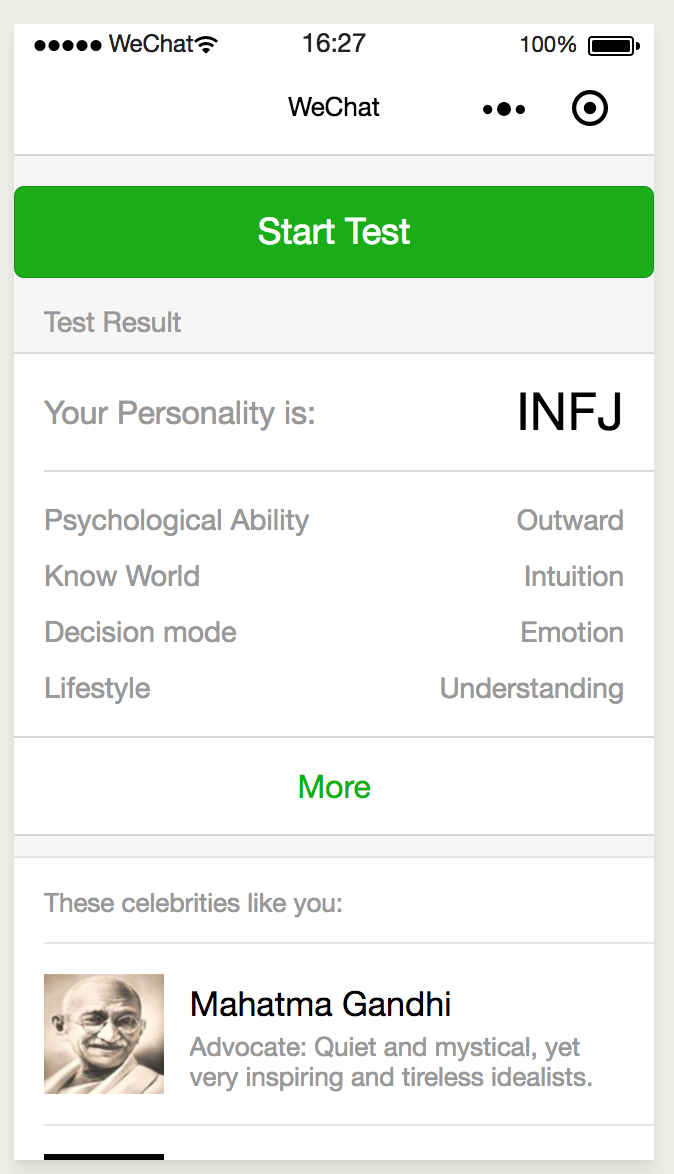 ●●●●● WeChat 16:27 100%
WeChat
Start Test
Test Result
Your Personality is: INFJ
Psychological Ability Outward
Know World Intuition
Decision mode Emotion
Lifestyle Understanding
More
These celebrities like you:
Mahatma Gandhi
Advocate: Quiet and mystical, yet
very inspiring and tireless idealists.